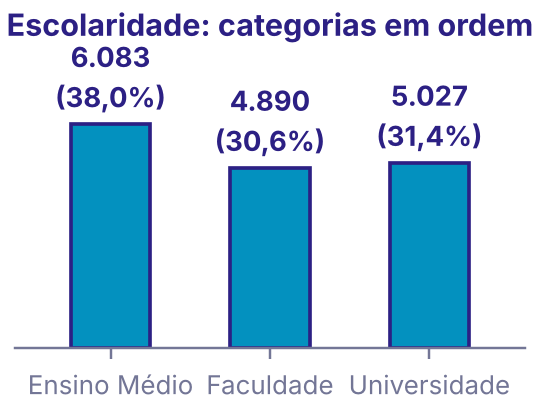 Escolaridade: categorias em ordem
6.083
(38,0%)
4.890
(30,6%)
5.027
(31,4%)
Ensino Médio
Faculdade
Universidade